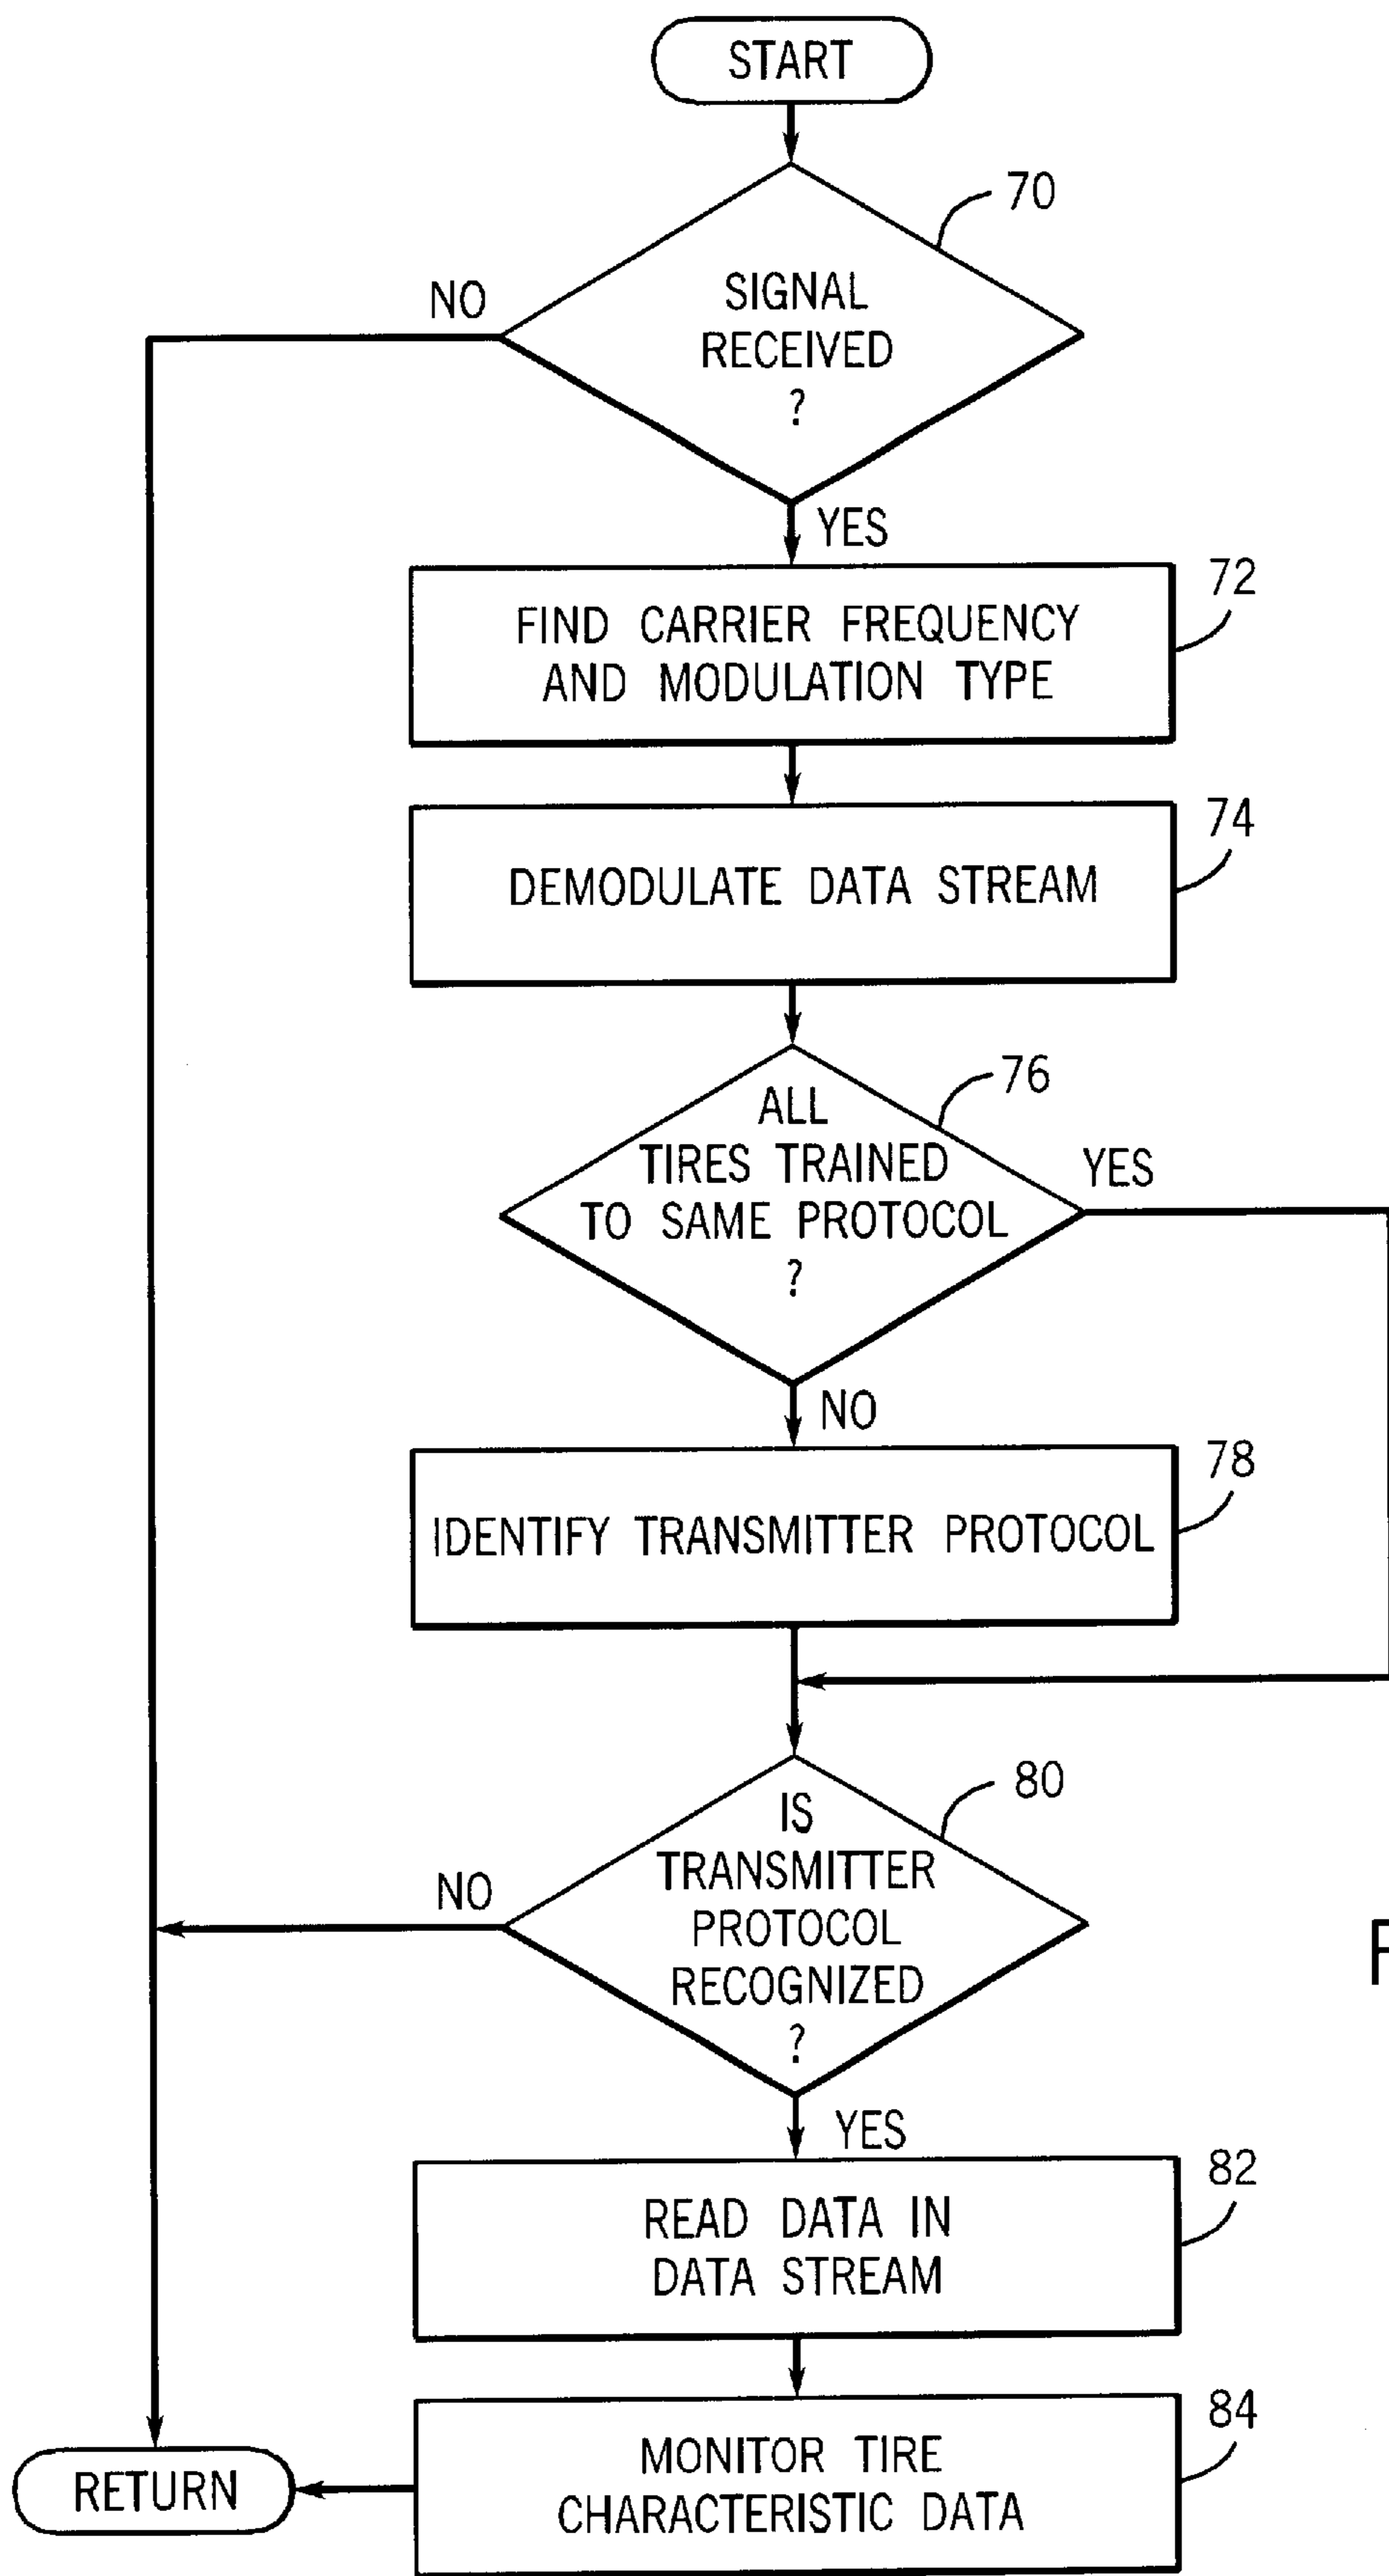 START
70
SIGNAL
RECEIVED
?
NO
YES
72
FIND CARRIER FREQUENCY
AND MODULATION TYPE
74
DEMODULATE DATA STREAM
76
ALL
TIRES TRAINED
TO SAME PROTOCOL
?
YES
NO
78
IDENTIFY TRANSMITTER PROTOCOL
80
IS
TRANSMITTER
PROTOCOL
RECOGNIZED
?
NO
YES
82
READ DATA IN
DATA STREAM
84
MONITOR TIRE
CHARACTERISTIC DATA
RETURN